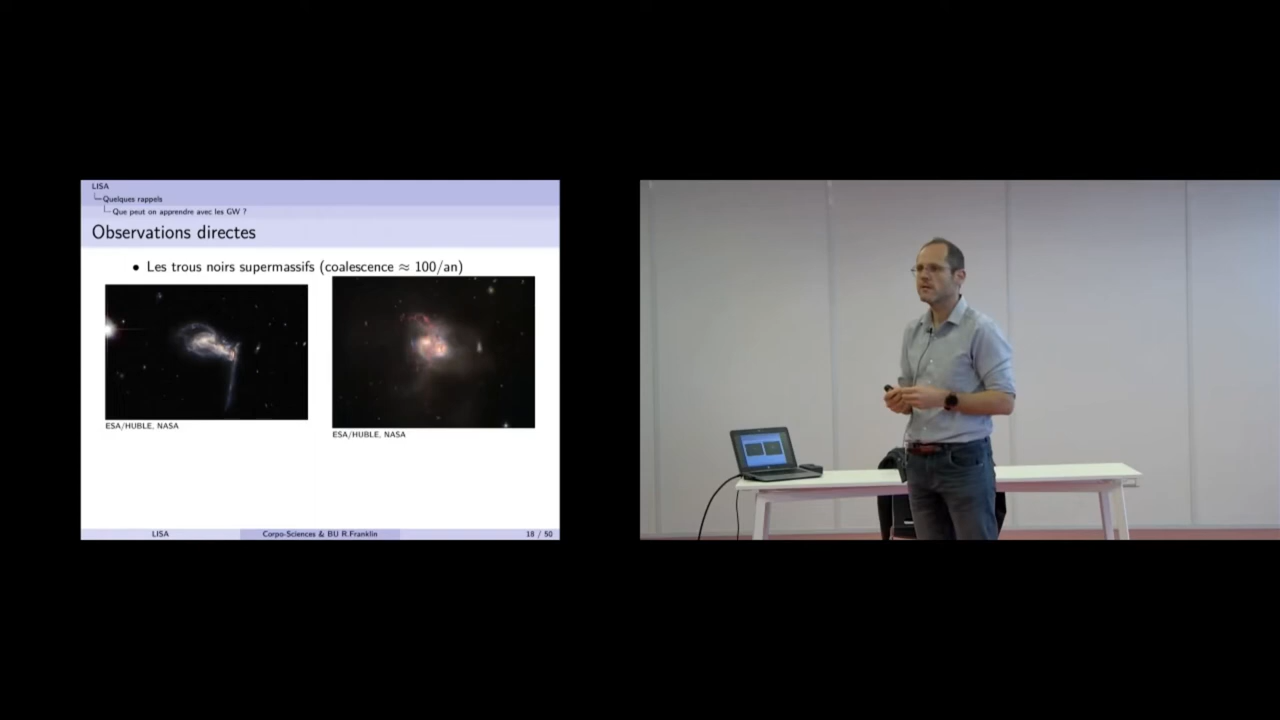 LISA
Quelques rappels
Que peut on apprendre avec les GW ?
Observations directes
• Les trous noirs supermassifs (coalescence ≈ 100/an)
ESA/HUBLE, NASA
ESA/HUBLE, NASA
LISA
Corpo-Sciences & BU R.Franklin
18 / 50